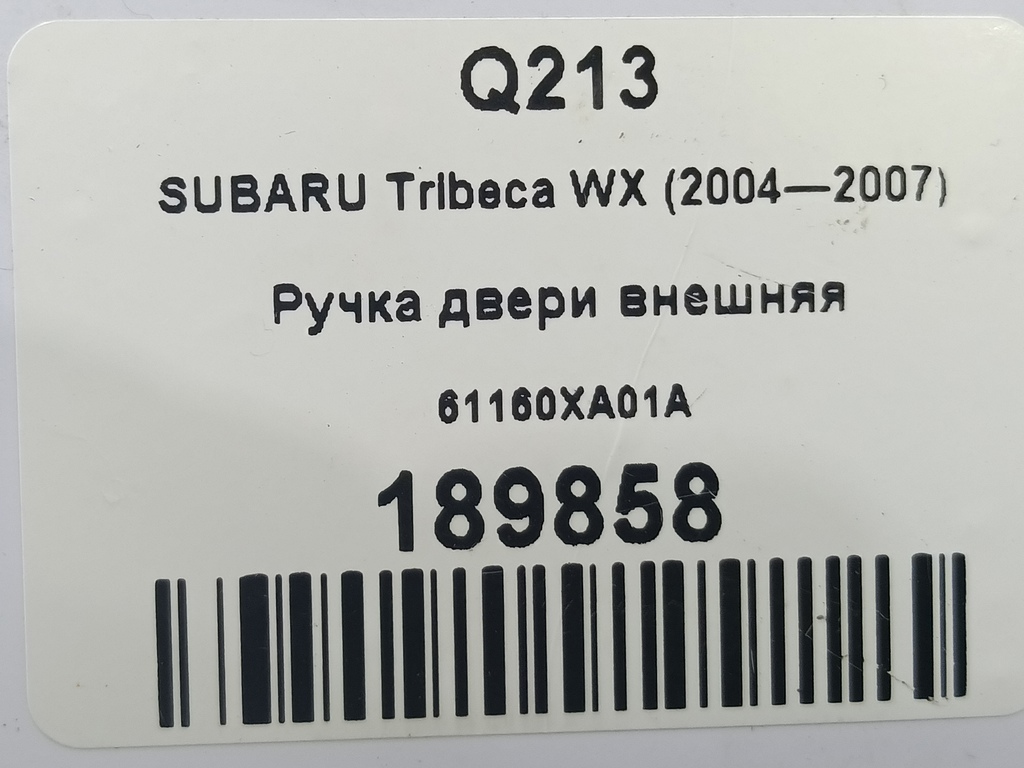 Q213
SUBARU Tribeca WX (2004—2007)
Ручка двери внешняя
61160XA01A
189858